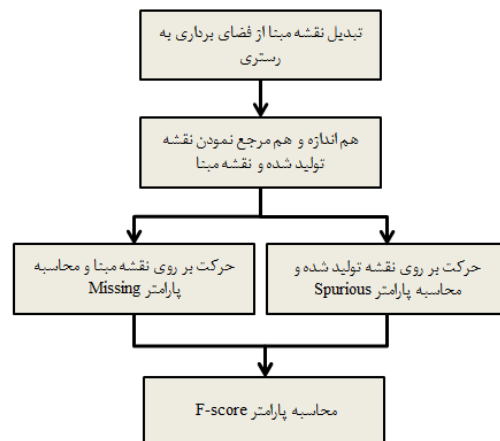 تبدیل نقشه مبنا از فضای برداری به
رستری
هم اندازه و هم مرجع نمودن نقشه
تولید شده و نقشه مبنا
حرکت بر روی نقشه تولید شده و
محاسبه پارامتر Spurious
حرکت بر روی نقشه مبنا و محاسبه
پارامتر Missing
محاسبه پارامتر F-score